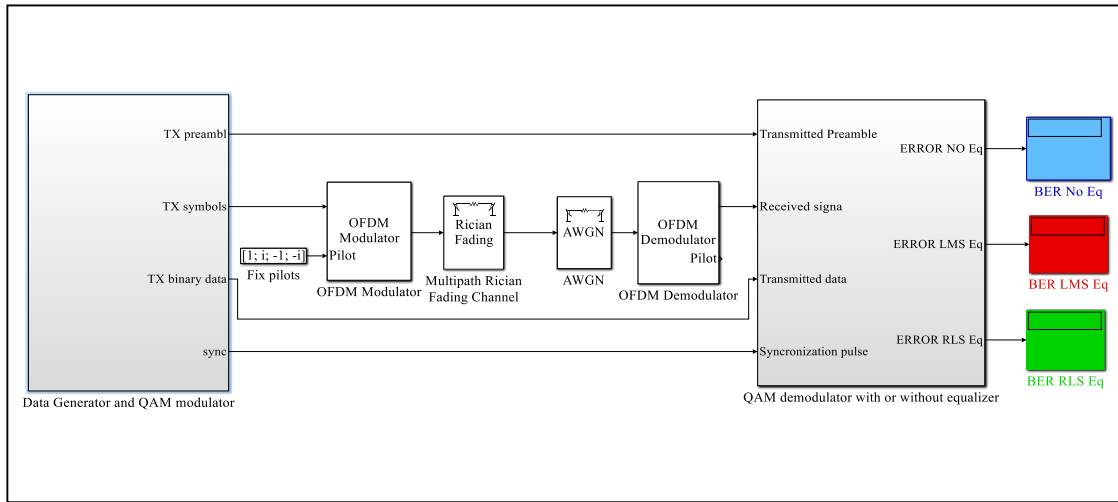 TX preambl
TX symbols
TX binary data
sync
Data Generator and QAM modulator
[1; i; -1; -i]
Fix pilots
OFDM
Modulator
Pilot
OFDM Modulator
Rician
Fading
Multipath Rician
Fading Channel
AWGN
AWGN
OFDM
Demodulator
Pilot
OFDM Demodulator
Transmitted Preamble
Received signa
Transmitted data
Syncronization pulse
ERROR NO Eq
ERROR LMS Eq
ERROR RLS Eq
QAM demodulator with or without equalizer
BER No Eq
BER LMS Eq
BER RLS Eq